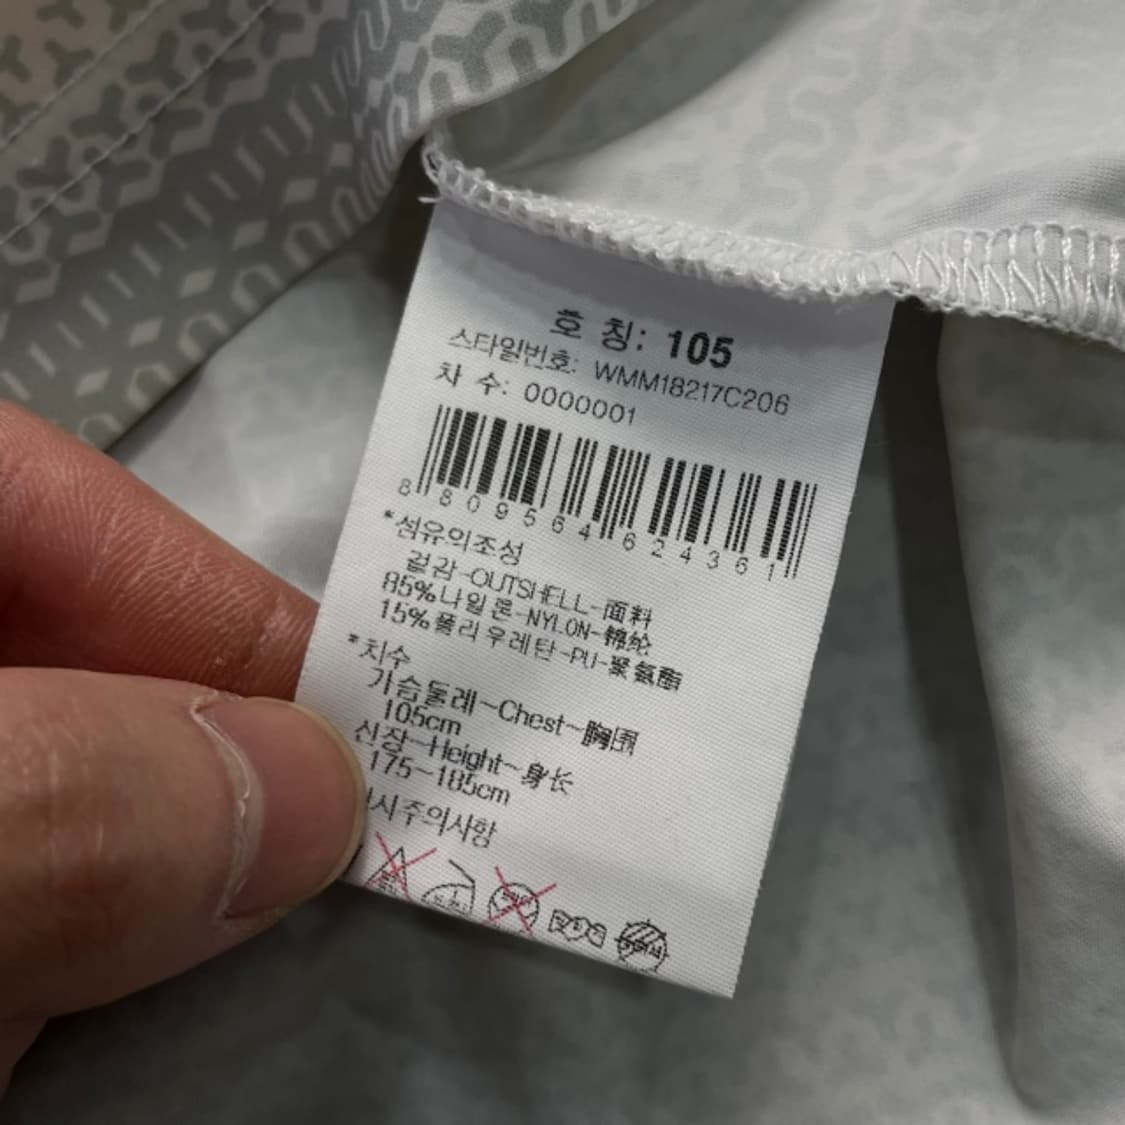 호 칭: 105
스타일번호: WMM18217C206
차 수: 0000001
8 809564 624361
*섬유의조성
겉감-OUTSHELL-面料
85%나일론-NYLON-锦纶
15%폴리우레탄-PU-聚氨酯
*치수
가슴둘레-Chest-胸围
105cm
신장-Height-身长
175~185cm
시주의사항